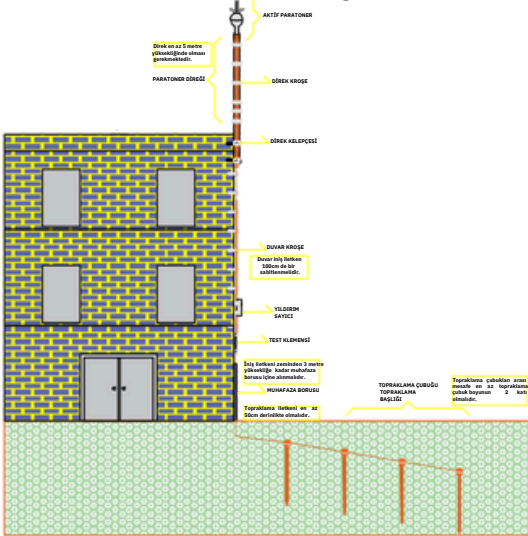 AKTİF PARATONER
Direk en az 5 metre
yüksekliğinde olması
gerekmektedir.
PARATONER DİREĞİ
DİREK KROŞE
DİREK KELEPÇESİ
DUVAR KROŞE
Duvar iniş iletken
100cm de bir
sabitlenmelidir.
YILDIRIM
SAYICI
TEST KLEMENSİ
İniş iletkeni zeminden 3 metre
yüksekliğe kadar muhafaza
borusu içine alınmalıdır.
MUHAFAZA BORUSU
Topraklama iletkeni en az
50cm derinlikte olmalıdır.
TOPRAKLAMA ÇUBUĞU
TOPRAKLAMA
BAŞLIĞI
Topraklama çubukları arası
mesafe en az topraklama
çubuk boyunun 2 katı
olmalıdır.